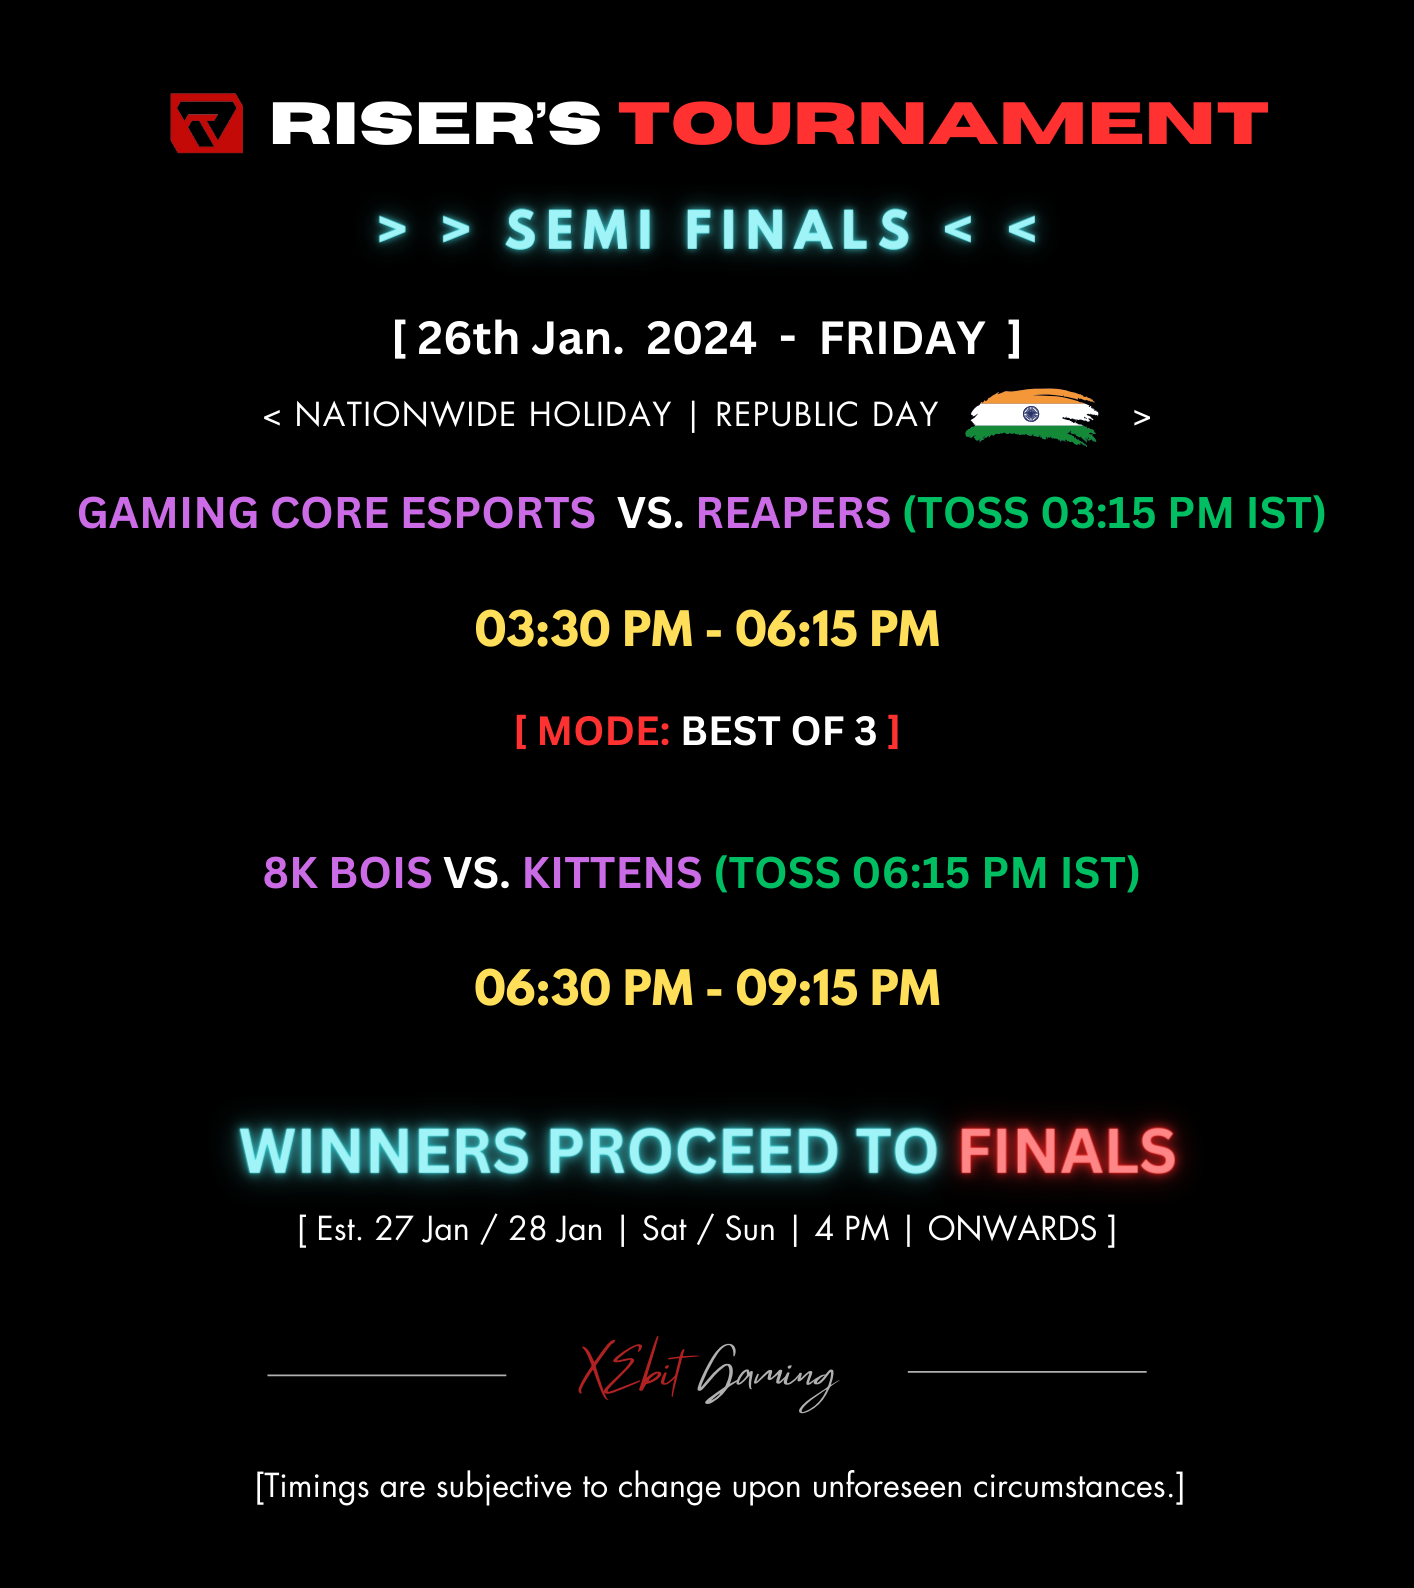 RISER'S TOURNAMENT
> > SEMI FINALS < <
[ 26th Jan. 2024 - FRIDAY ]
< NATIONWIDE HOLIDAY | REPUBLIC DAY >
GAMING CORE ESPORTS VS. REAPERS (TOSS 03:15 PM IST)
03:30 PM - 06:15 PM
[ MODE: BEST OF 3 ]
8K BOIS VS. KITTENS (TOSS 06:15 PM IST)
06:30 PM - 09:15 PM
WINNERS PROCEED TO FINALS
[ Est. 27 Jan / 28 Jan | Sat / Sun | 4 PM | ONWARDS ]
XEbit Gaming
[Timings are subjective to change upon unforeseen circumstances.]